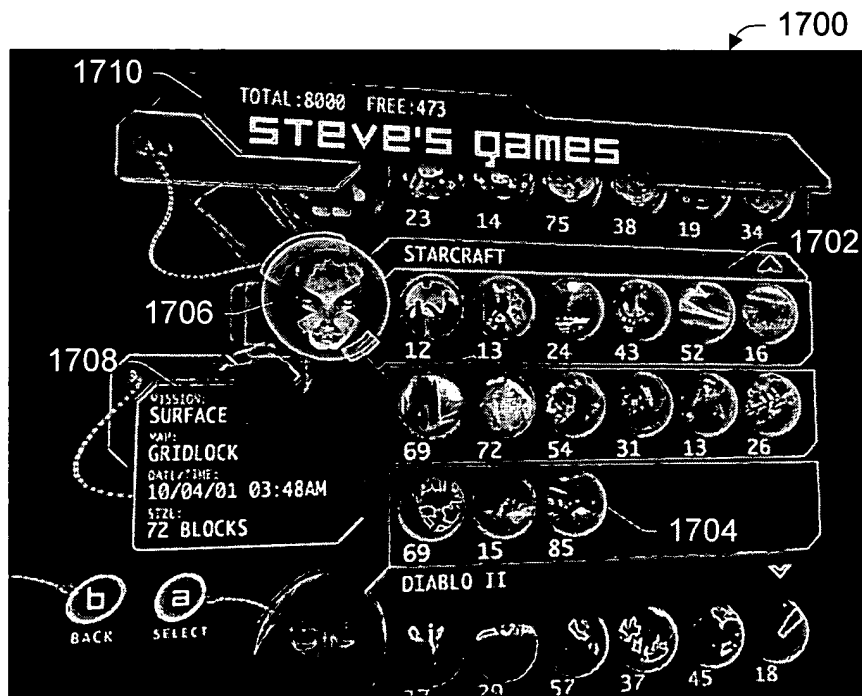 1700
1710
TOTAL:8000 FREE:473
STEVE'S games
23 14 75 38 19 34
1702
STARCRAFT
1706
12 13 24 43 52 16
1708
MISSION:
SURFACE
MAP:
GRIDLOCK
DATE/TIME:
10/04/01 03:48AM
SIZE:
72 BLOCKS
69 72 54 31 13 26
1704
69 15 85
DIABLO II
b
BACK
a
SELECT
29 57 37 45 18